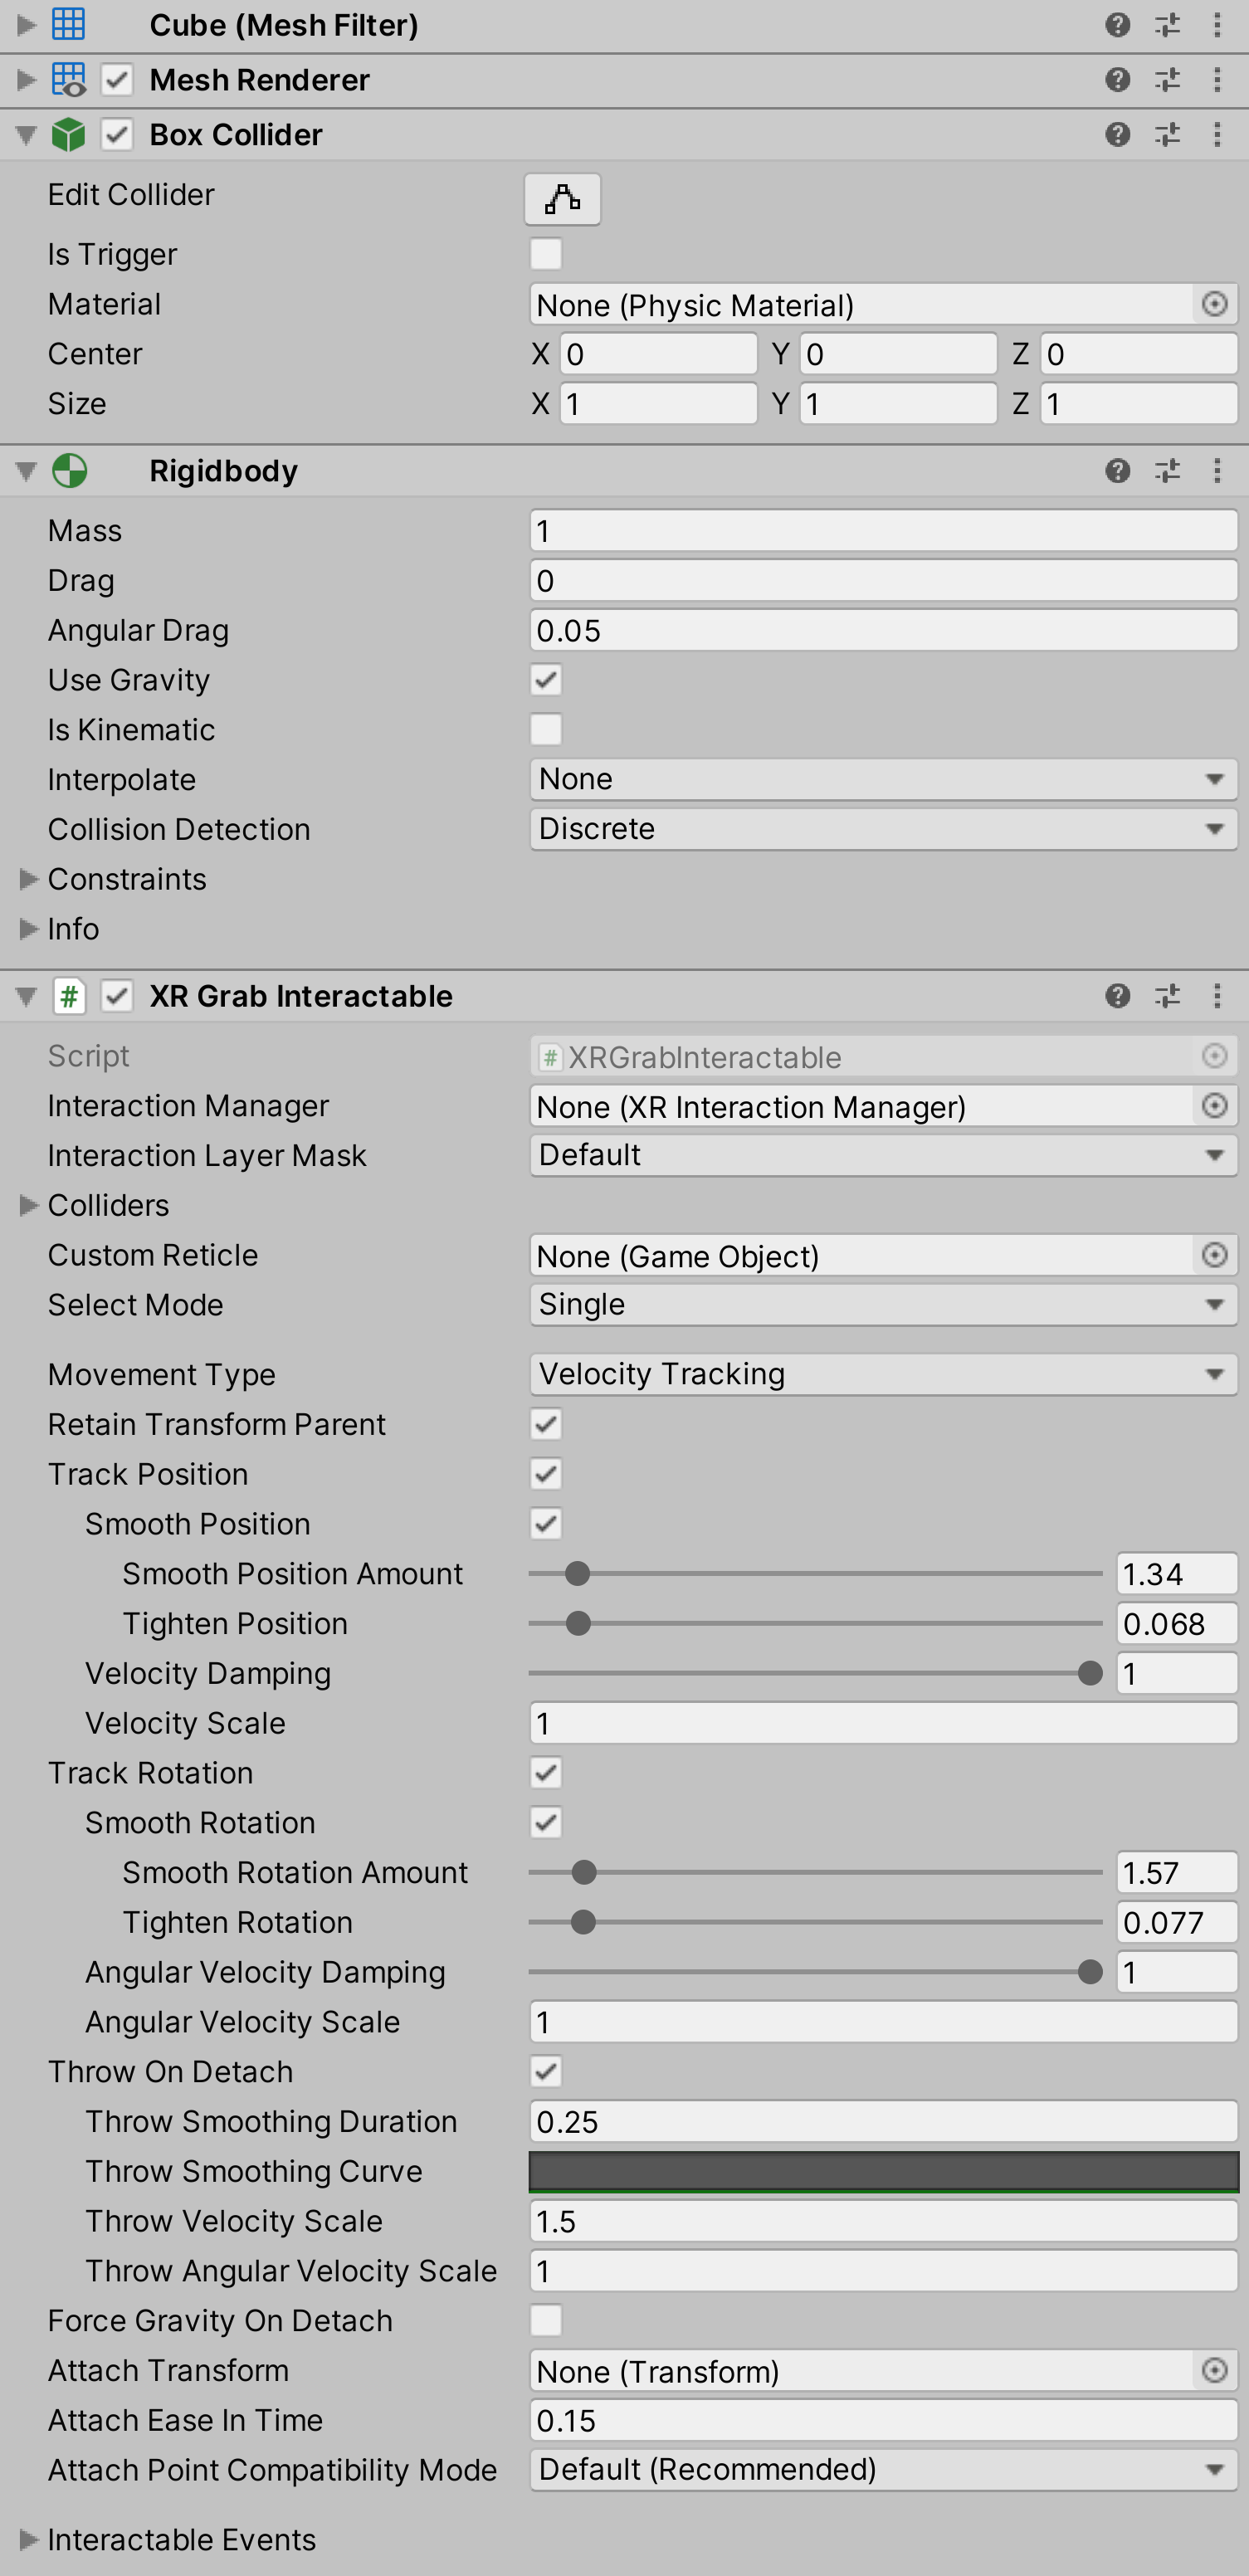 Cube (Mesh Filter)
Mesh Renderer
Box Collider
Edit Collider
Is Trigger
Material None (Physic Material)
Center X 0 Y 0 Z 0
Size X 1 Y 1 Z 1
Rigidbody
Mass 1
Drag 0
Angular Drag 0.05
Use Gravity
Is Kinematic
Interpolate None
Collision Detection Discrete
Constraints
Info
# XR Grab Interactable
Script # XRGrabInteractable
Interaction Manager None (XR Interaction Manager)
Interaction Layer Mask Default
Colliders
Custom Reticle None (Game Object)
Select Mode Single
Movement Type Velocity Tracking
Retain Transform Parent
Track Position
Smooth Position
Smooth Position Amount 1.34
Tighten Position 0.068
Velocity Damping 1
Velocity Scale 1
Track Rotation
Smooth Rotation
Smooth Rotation Amount 1.57
Tighten Rotation 0.077
Angular Velocity Damping 1
Angular Velocity Scale 1
Throw On Detach
Throw Smoothing Duration 0.25
Throw Smoothing Curve
Throw Velocity Scale 1.5
Throw Angular Velocity Scale 1
Force Gravity On Detach
Attach Transform None (Transform)
Attach Ease In Time 0.15
Attach Point Compatibility Mode Default (Recommended)
Interactable Events